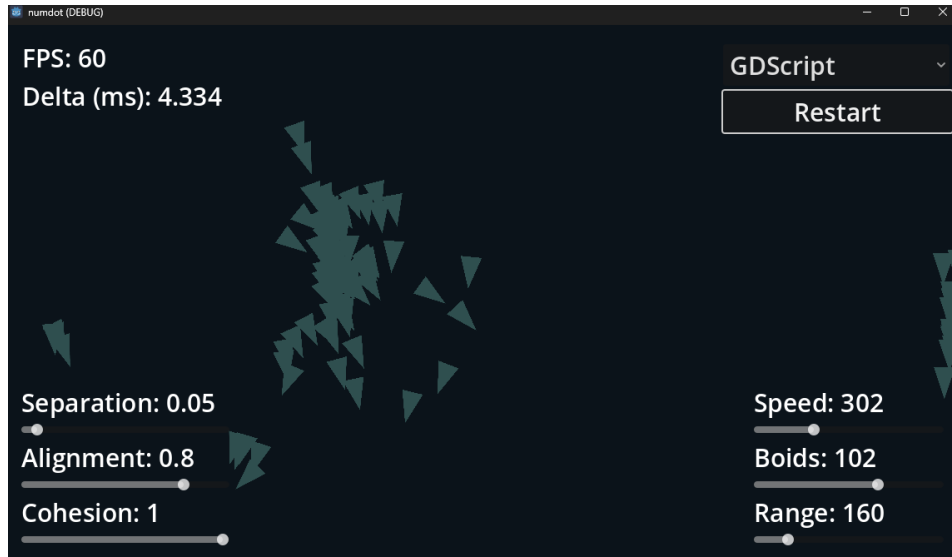 numdot (DEBUG)
FPS: 60
Delta (ms): 4.334
GDScript
Restart
Separation: 0.05
Alignment: 0.8
Cohesion: 1
Speed: 302
Boids: 102
Range: 160